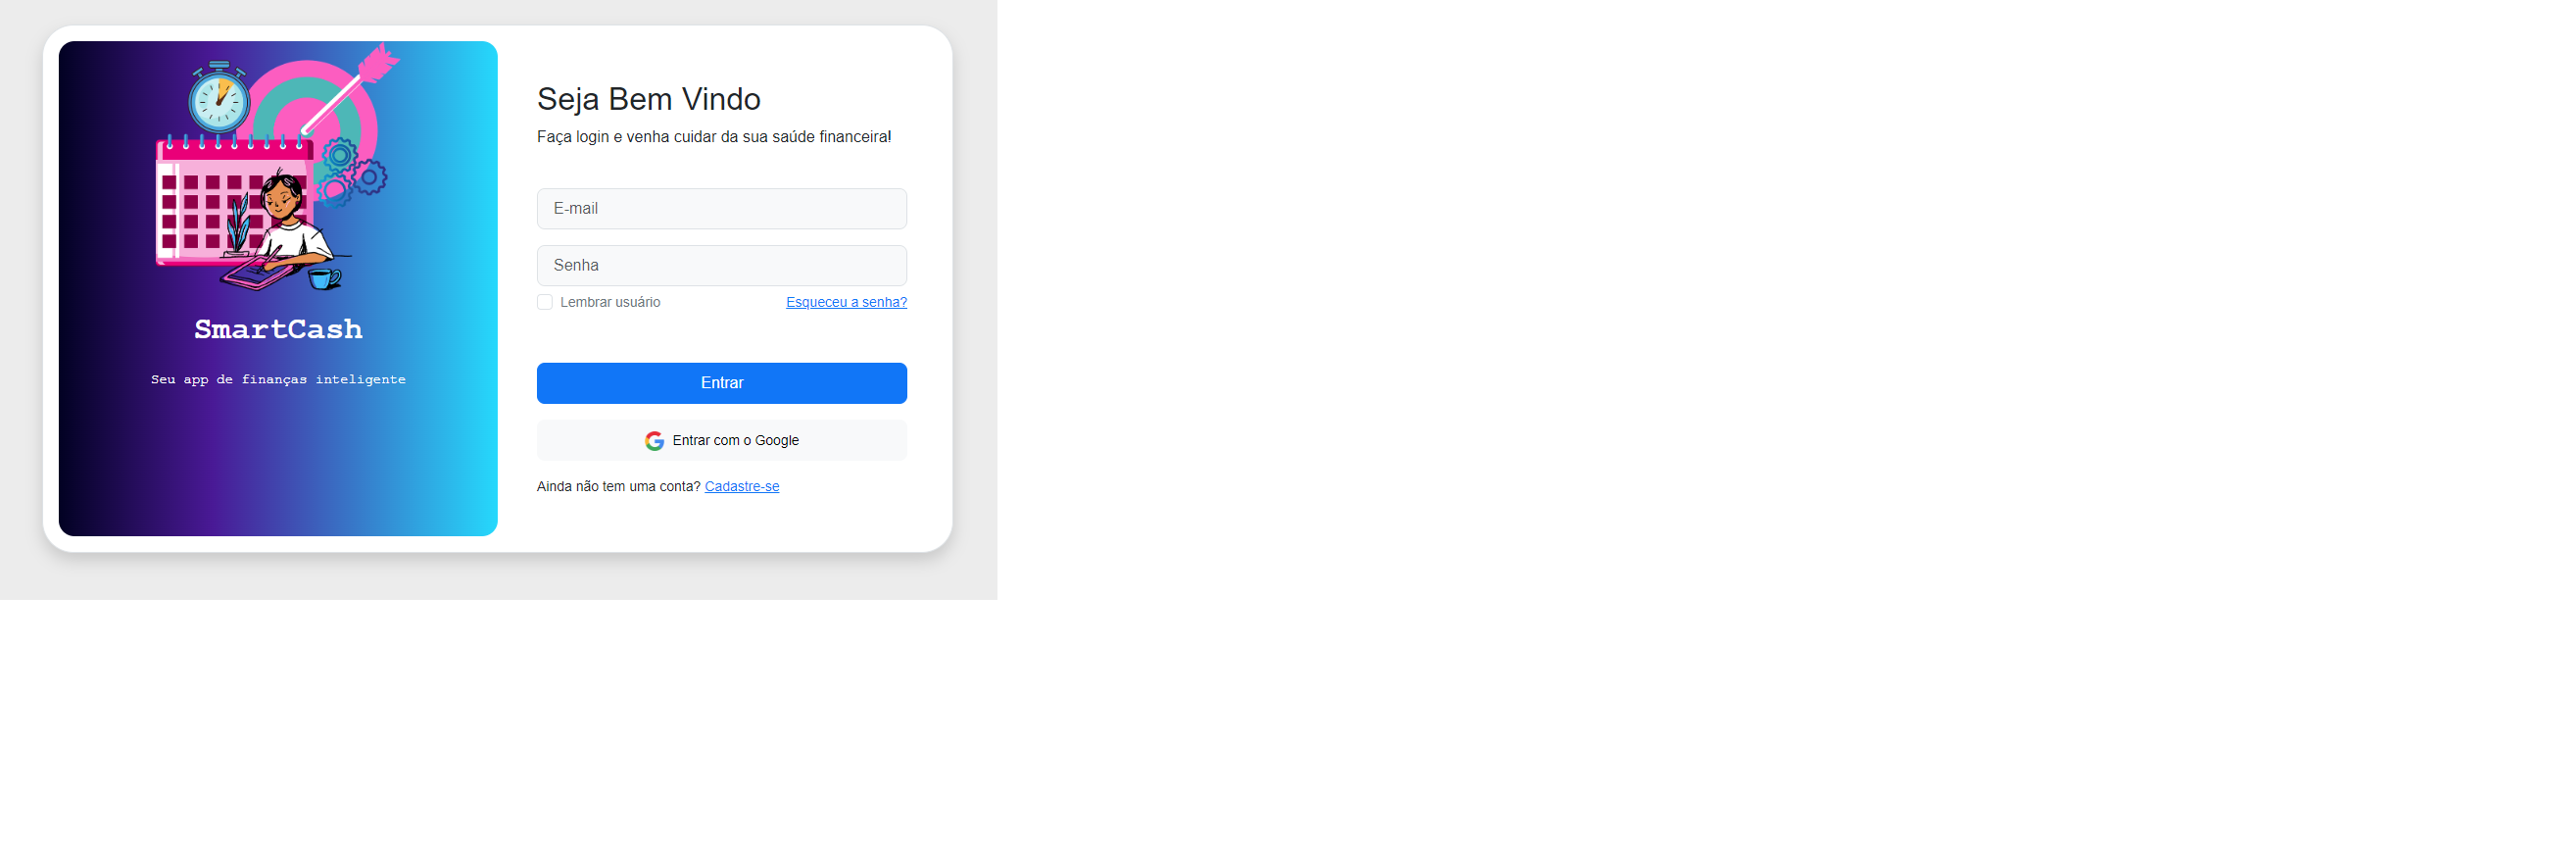 SmartCash
Seu app de finanças inteligente
Seja Bem Vindo
Faça login e venha cuidar da sua saúde financeira!
E-mail
Senha
Lembrar usuário
Esqueceu a senha?
Entrar
Entrar com o Google
Ainda não tem uma conta? Cadastre-se